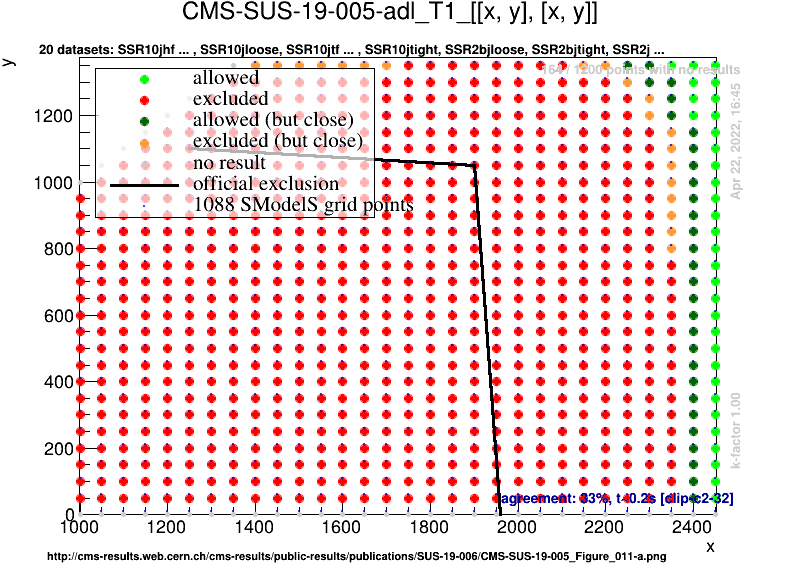 CMS-SUS-19-005-adl_T1_[[x, y], [x, y]]
y
20 datasets: SSR10jhf ... , SSR10jloose, SSR10jtf ... , SSR10jtight, SSR2bjloose, SSR2bjtight, SSR2j ...
164 / 1200 points with no results
allowed
excluded
allowed (but close)
excluded (but close)
no result
official exclusion
1088 SModelS grid points
Apr 22, 2022, 16:45
k-factor 1.00
1200
1000
800
600
400
200
0
agreement: 33%, t~0.2s [clip-c2-32]
1000 1200 1400 1600 1800 2000 2200 2400
x
http://cms-results.web.cern.ch/cms-results/public-results/publications/SUS-19-006/CMS-SUS-19-005_Figure_011-a.png